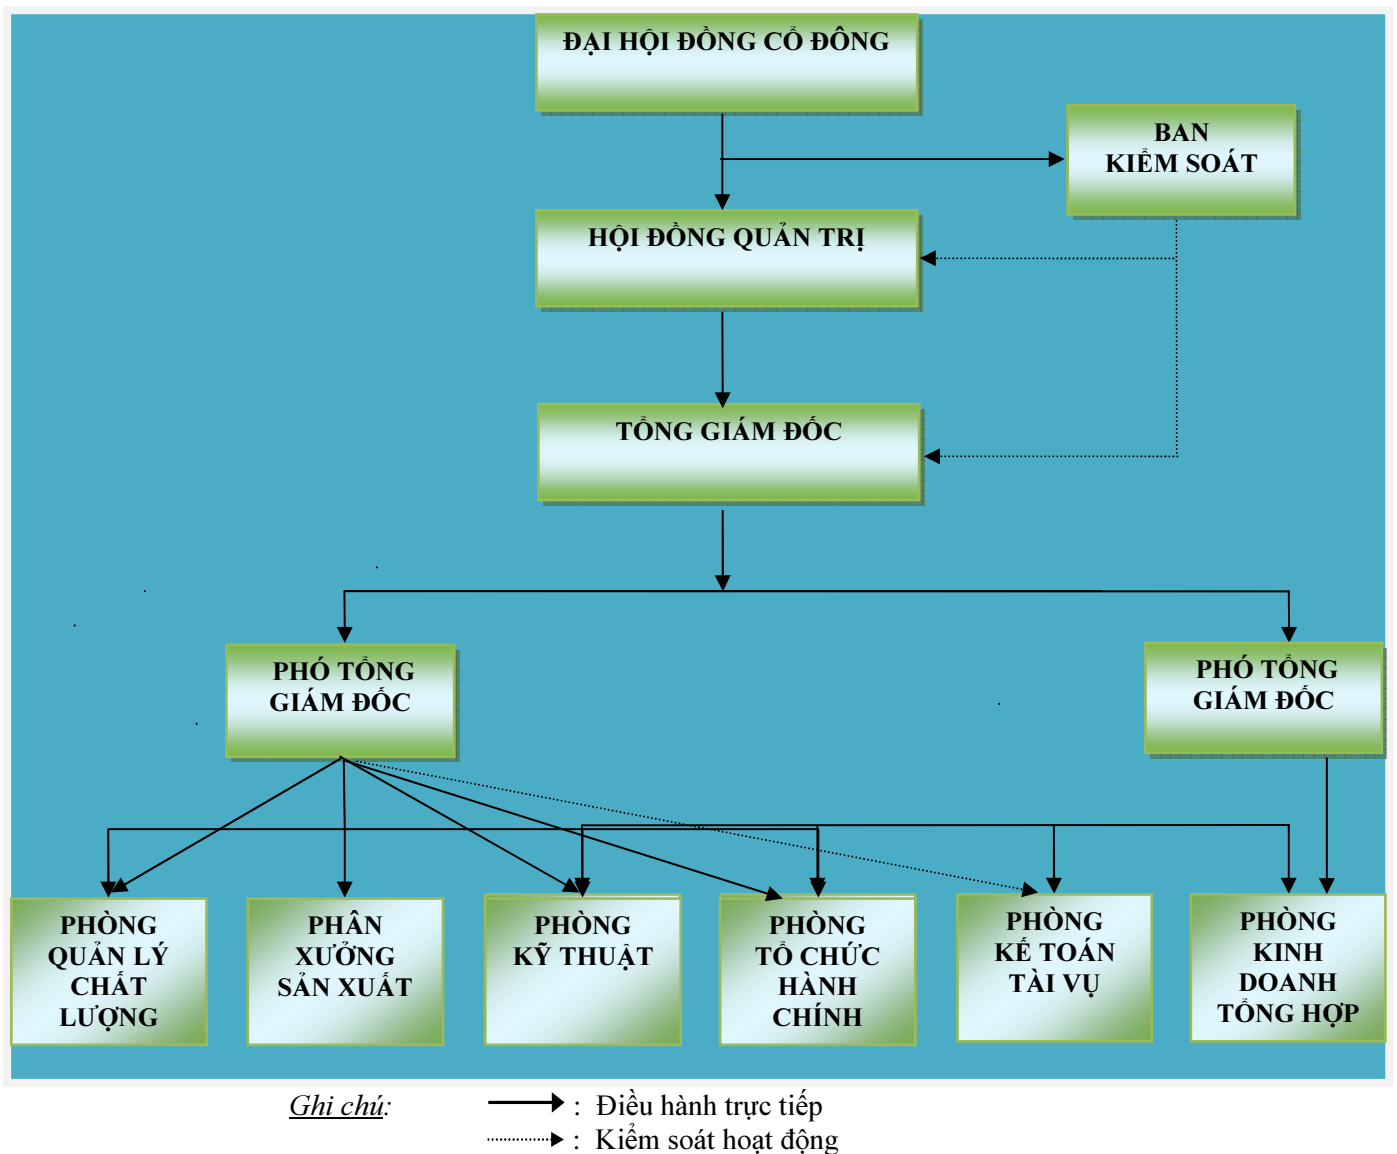 ĐẠI HỘI ĐỒNG CỔ ĐÔNG
BAN
KIỂM SOÁT
HỘI ĐỒNG QUẢN TRỊ
TỔNG GIÁM ĐỐC
PHÓ TỔNG
GIÁM ĐỐC
PHÓ TỔNG
GIÁM ĐỐC
PHÒNG
QUẢN LÝ
CHẤT
LƯỢNG
PHÂN
XƯỞNG
SẢN XUẤT
PHÒNG
KỸ THUẬT
PHÒNG
TỔ CHỨC
HÀNH
CHÍNH
PHÒNG
KẾ TOÁN
TÀI VỤ
PHÒNG
KINH
DOANH
TỔNG HỢP
Ghi chú:
: Điều hành trực tiếp
: Kiểm soát hoạt động